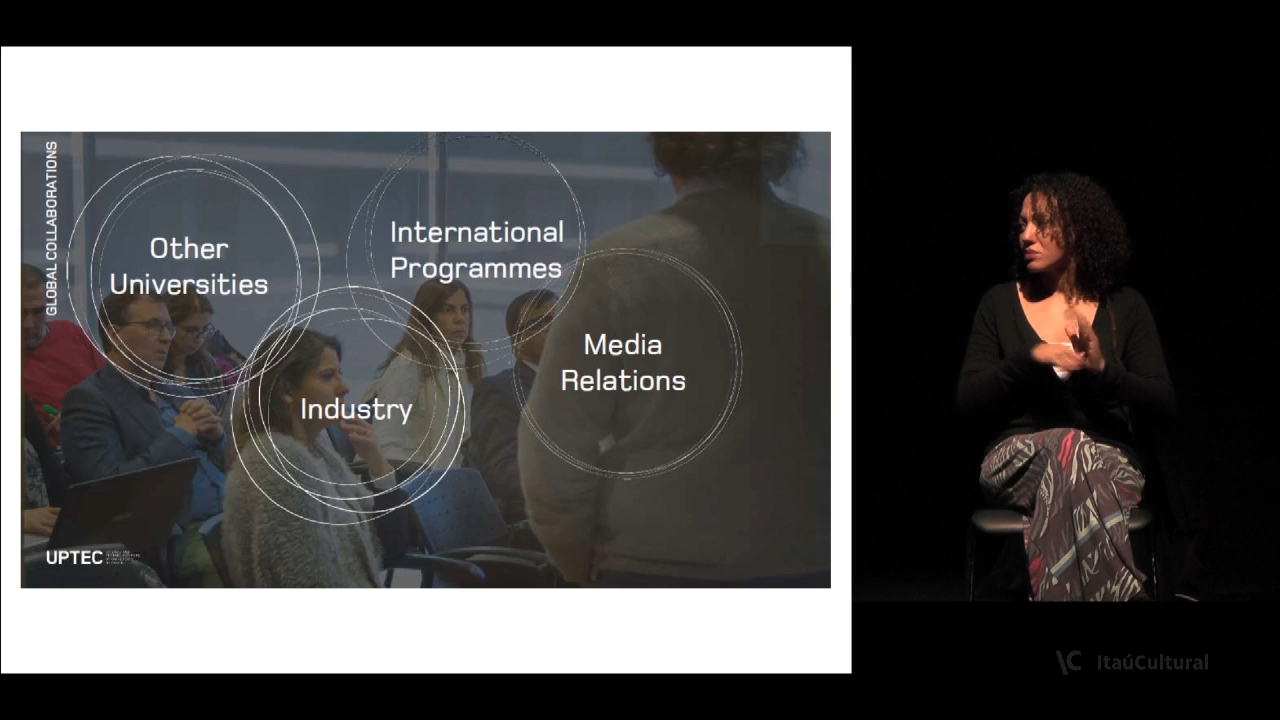 GLOBAL COLLABORATIONS
Other
Universities
International
Programmes
Media
Relations
Industry
UPTEC
\C ItaúCultural